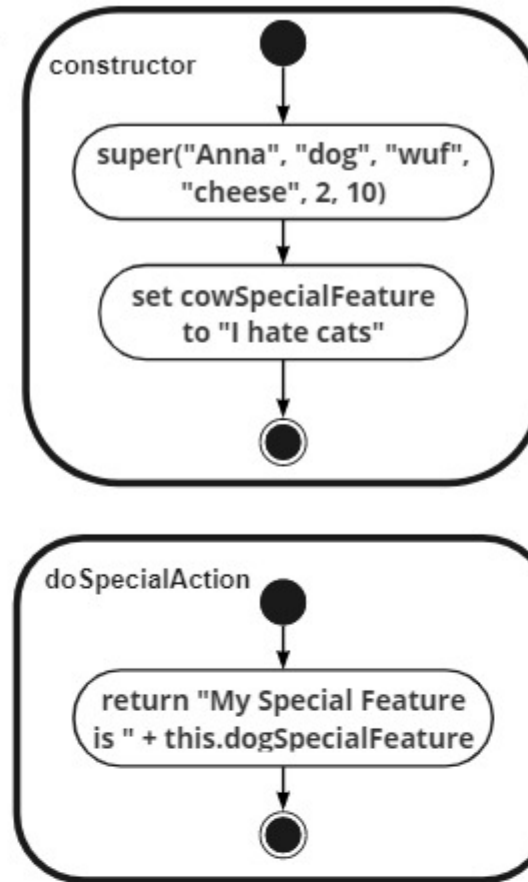 constructor
super("Anna", "dog", "wuf",
"cheese", 2, 10)
set cowSpecialFeature
to "I hate cats"
doSpecialAction
return "My Special Feature
is " + this.dogSpecialFeature